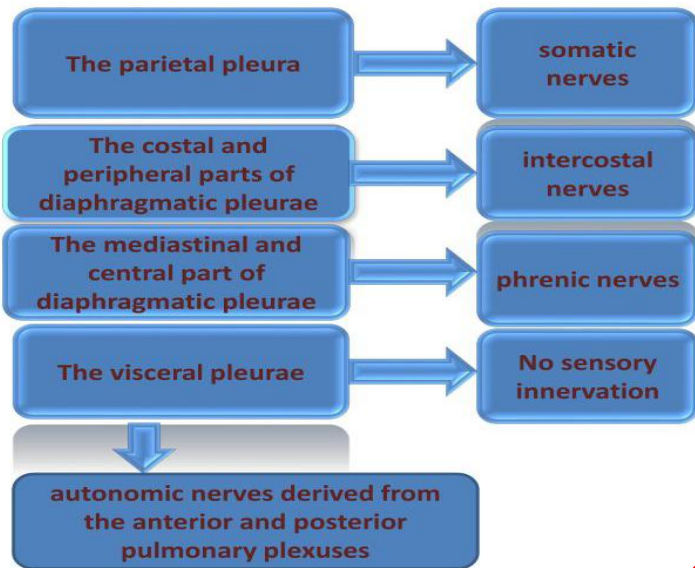 The parietal pleura
somatic
nerves
The costal and
peripheral parts of
diaphragmatic pleurae
intercostal
nerves
The mediastinal and
central part of
diaphragmatic pleurae
phrenic nerves
The visceral pleurae
No sensory
innervation
autonomic nerves derived from
the anterior and posterior
pulmonary plexuses